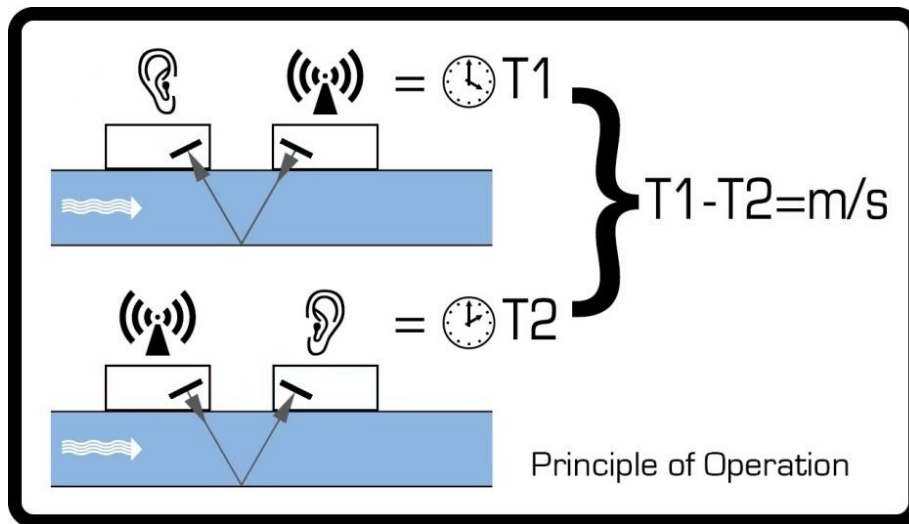 = T1
T1-T2=m/s
= T2
Principle of Operation